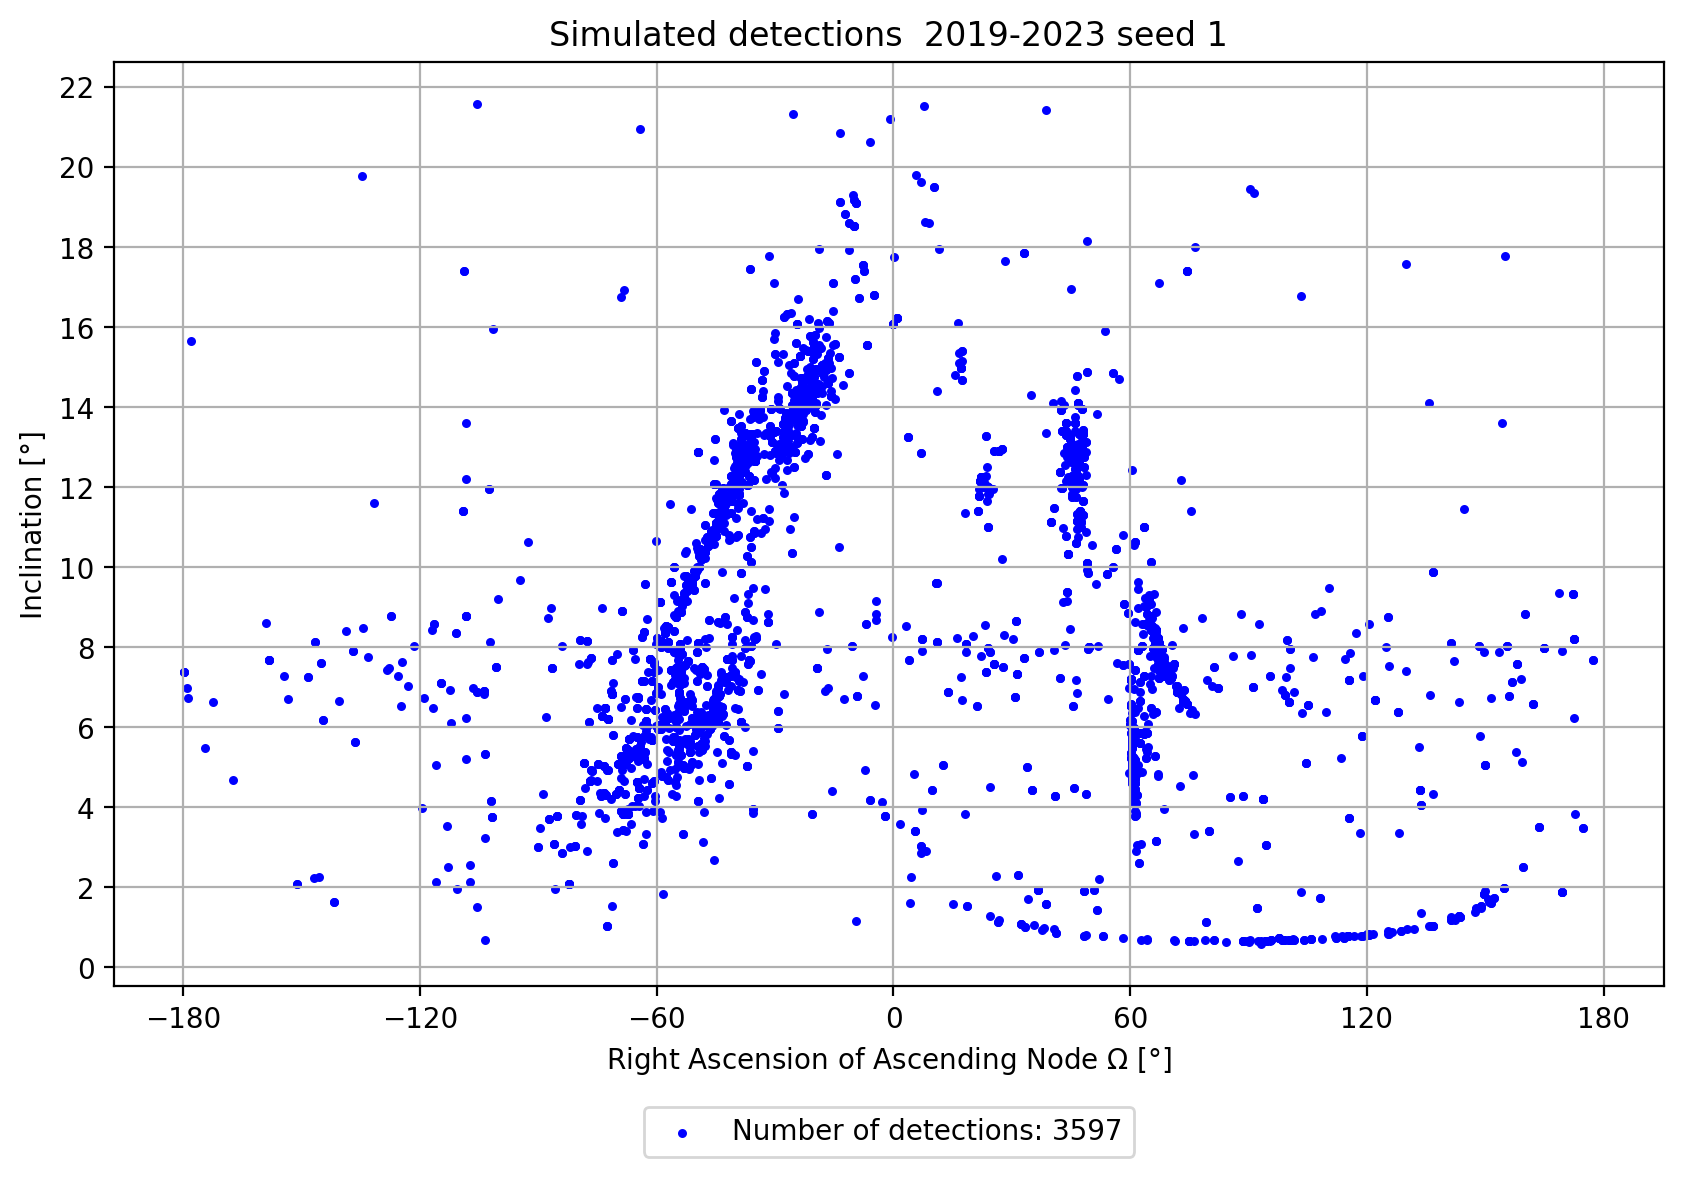 Simulated detections  2019-2023 seed 1
22
20
18
16
14
12
10
8
6
4
2
0
Inclination [°]
−180 −120 −60 0 60 120 180
Right Ascension of Ascending Node Ω [°]
Number of detections: 3597